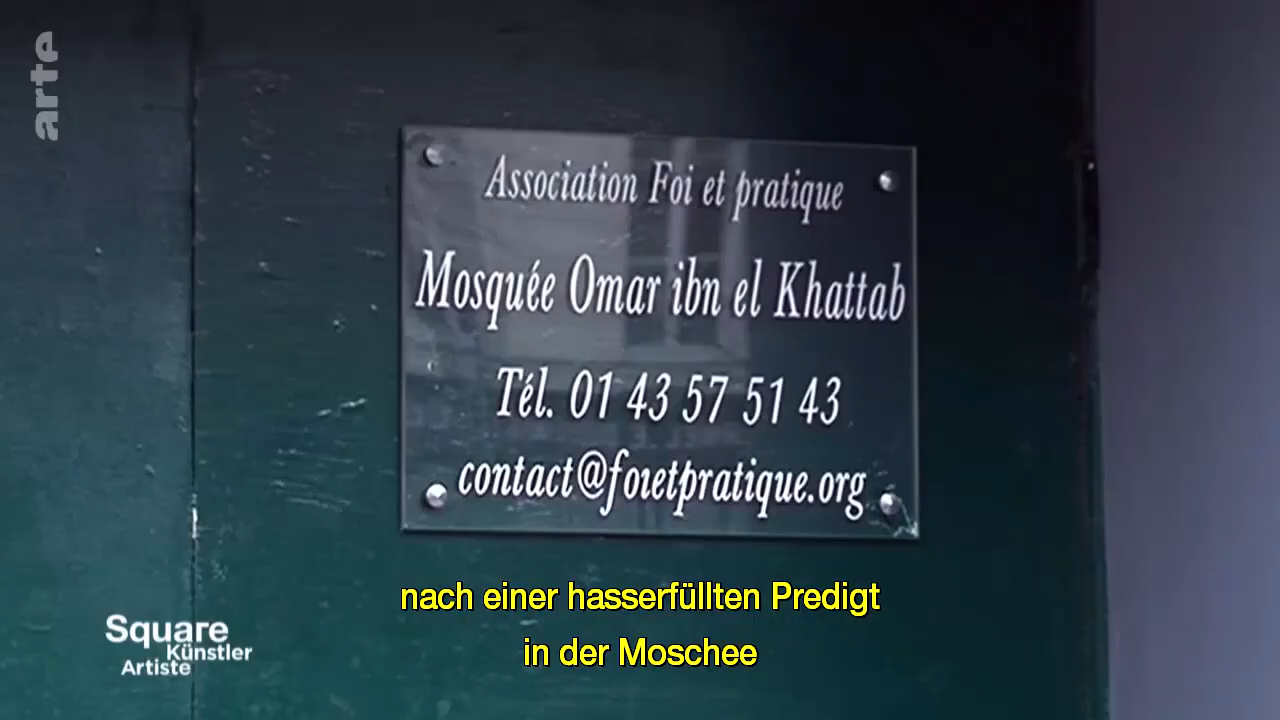 arte
Association Foi et pratique
Mosquée Omar ibn el Khattab
Tél. 01 43 57 51 43
contact@foietpratique.org
nach einer hasserfüllten Predigt
in der Moschee
Square
Künstler
Artiste